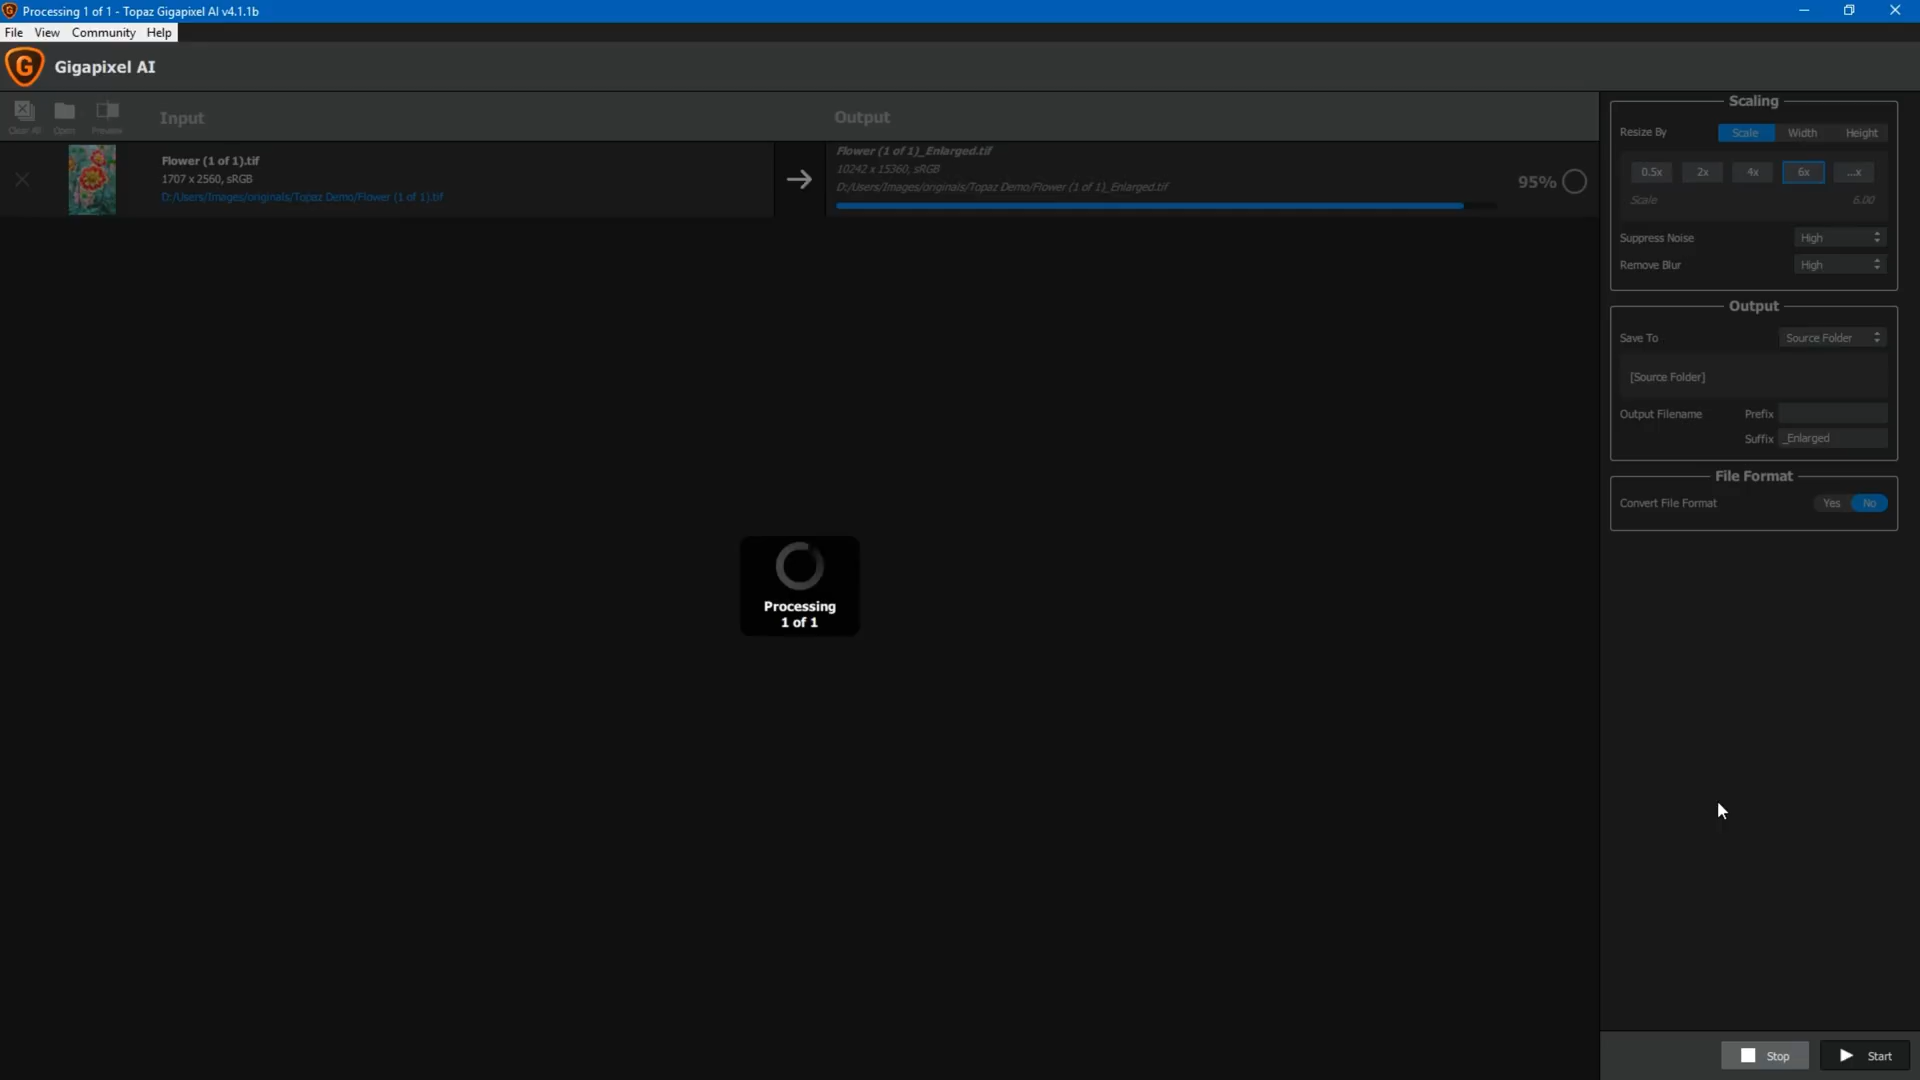 Processing 1 of 1 - Topaz Gigapixel AI v4.1.1b
File View Community Help
Gigapixel AI
Clear All Open Preview
Input
Output
Flower (1 of 1).tif
1707 x 2560, sRGB
D:/Users/Images/originals/Topaz Demo/Flower (1 of 1).tif
Flower (1 of 1)_Enlarged.tif
10242 x 15360, sRGB
D:/Users/Images/originals/Topaz Demo/Flower (1 of 1)_Enlarged.tif
95%
Processing
1 of 1
Scaling
Resize By Scale Width Height
0.5x 2x 4x 6x ...x
Scale 6.00
Suppress Noise High
Remove Blur High
Output
Save To Source Folder
[Source Folder]
Output Filename Prefix
Suffix _Enlarged
File Format
Convert File Format Yes No
Stop Start